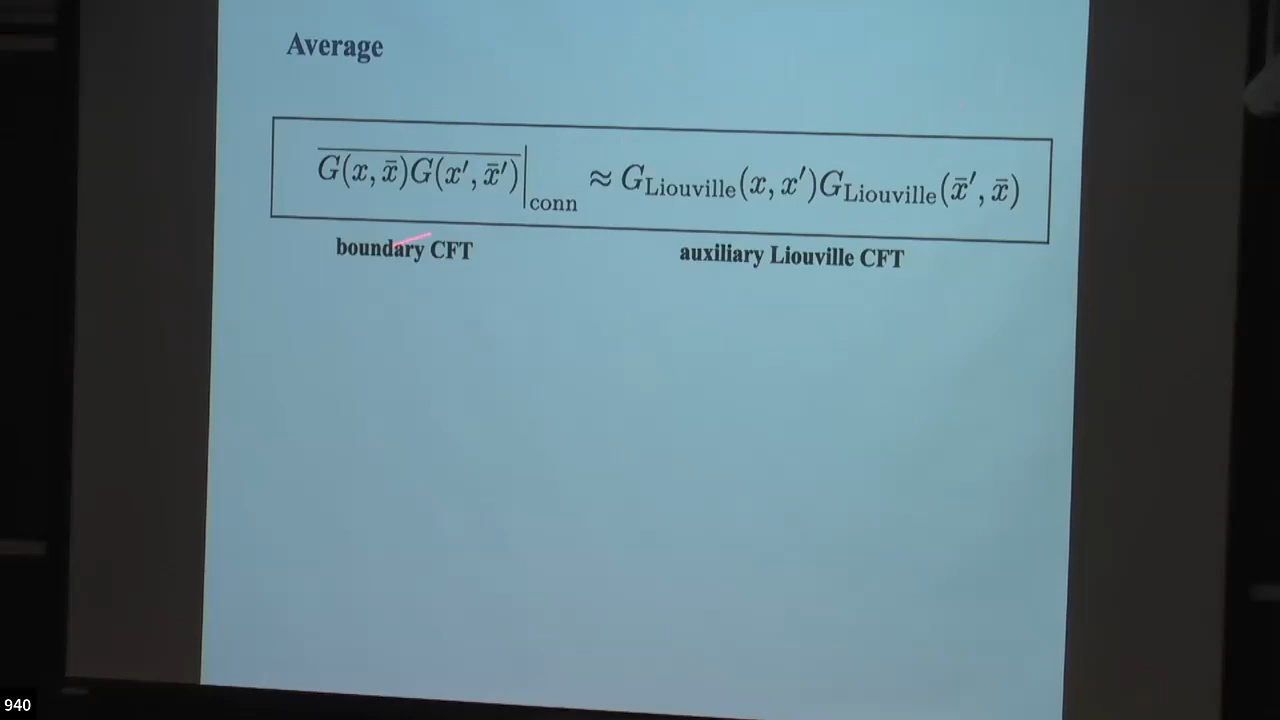 Average
$\overline{G(x,\bar{x})G(x',\bar{x}')}\Big|_{\text{conn}} \approx G_{\text{Liouville}}(x,x')G_{\text{Liouville}}(\bar{x}',\bar{x})$
boundary CFT auxiliary Liouville CFT
940